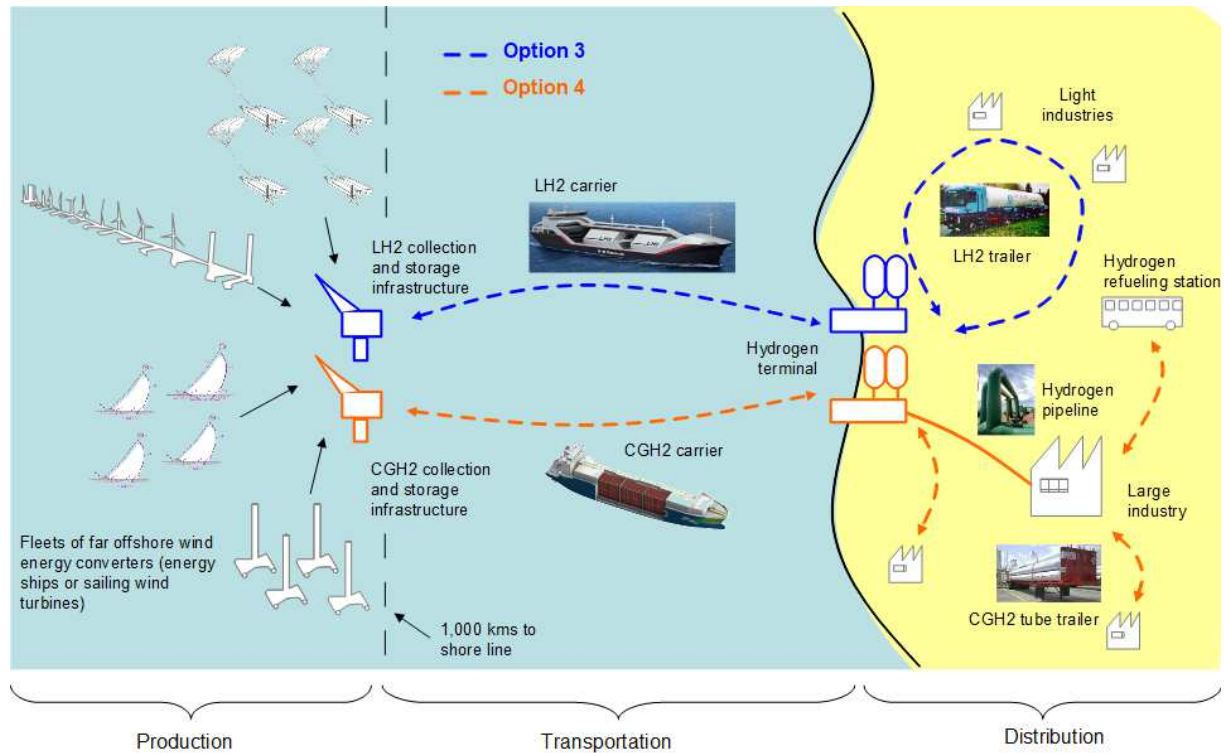 Option 3
Option 4
Light
industries
LH2 carrier
LH2 trailer
LH2 collection
and storage
infrastructure
Hydrogen
refueling station
Hydrogen
terminal
Hydrogen
pipeline
CGH2 carrier
CGH2 collection
and storage
infrastructure
Large
industry
Fleets of far offshore wind
energy converters (energy
ships or sailing wind
turbines)
1,000 kms to
shore line
CGH2 tube trailer
Production
Transportation
Distribution